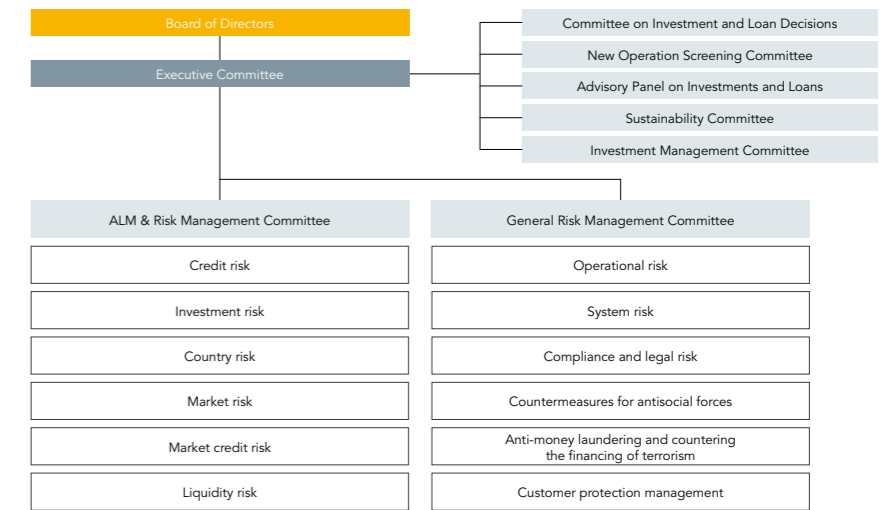 Board of Directors
Executive Committee
Committee on Investment and Loan Decisions
New Operation Screening Committee
Advisory Panel on Investments and Loans
Sustainability Committee
Investment Management Committee
ALM & Risk Management Committee
Credit risk
Investment risk
Country risk
Market risk
Market credit risk
Liquidity risk
General Risk Management Committee
Operational risk
System risk
Compliance and legal risk
Countermeasures for antisocial forces
Anti-money laundering and countering
the financing of terrorism
Customer protection management